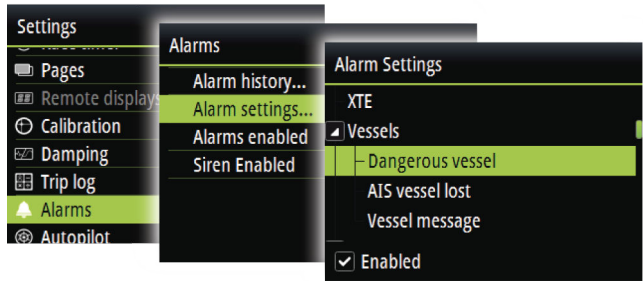 Settings
Pages
Remote displays
Calibration
Damping
Trip log
Alarms
Autopilot
Alarms
Alarm history...
Alarm settings...
Alarms enabled
Siren Enabled
Alarm Settings
XTE
Vessels
Dangerous vessel
AIS vessel lost
Vessel message
Enabled